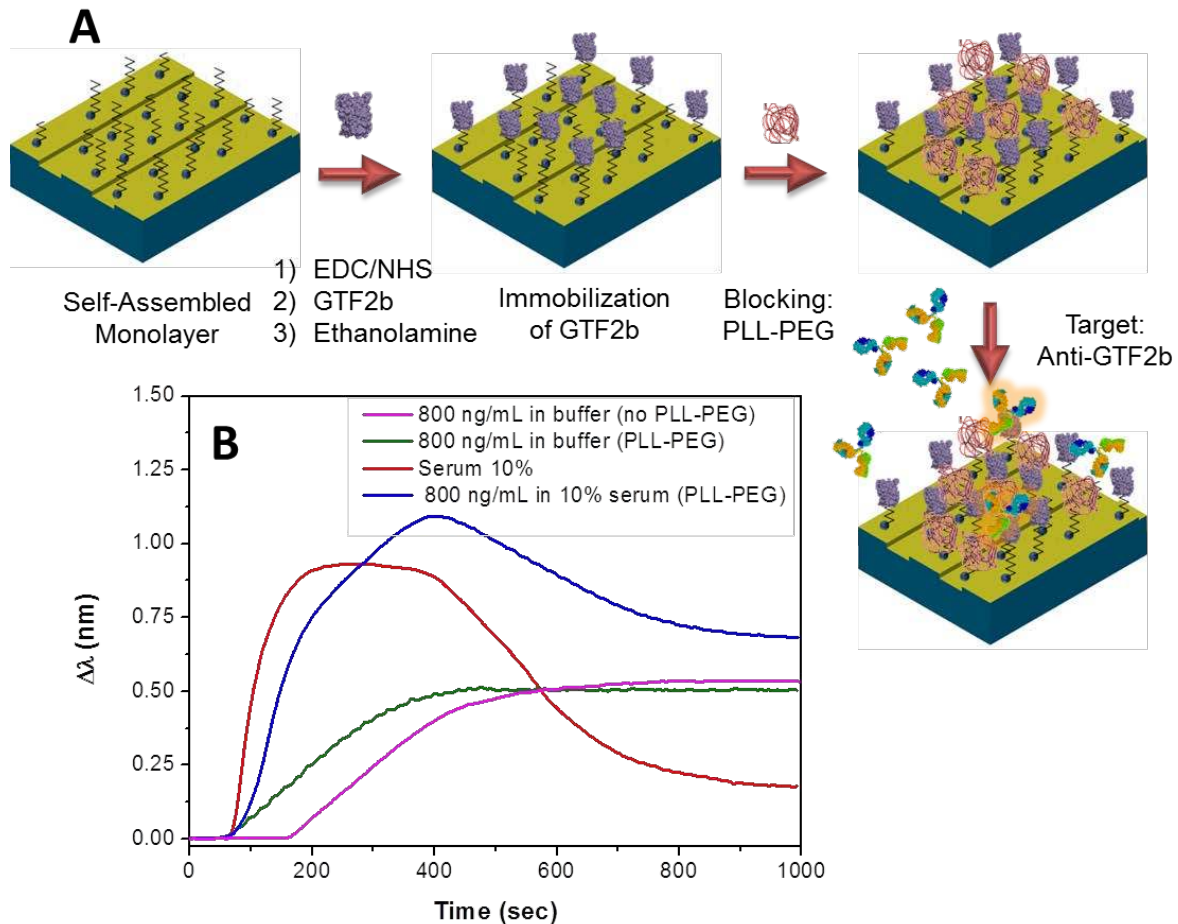 A
Self-Assembled
Monolayer
1) EDC/NHS
2) GTF2b
3) Ethanolamine
Immobilization
of GTF2b
Blocking:
PLL-PEG
Target:
Anti-GTF2b
B
800 ng/mL in buffer (no PLL-PEG)
800 ng/mL in buffer (PLL-PEG)
Serum 10%
800 ng/mL in 10% serum (PLL-PEG)
1.50
1.25
1.00
0.75
0.50
0.25
0.00
Δλ (nm)
0 200 400 600 800 1000
Time (sec)